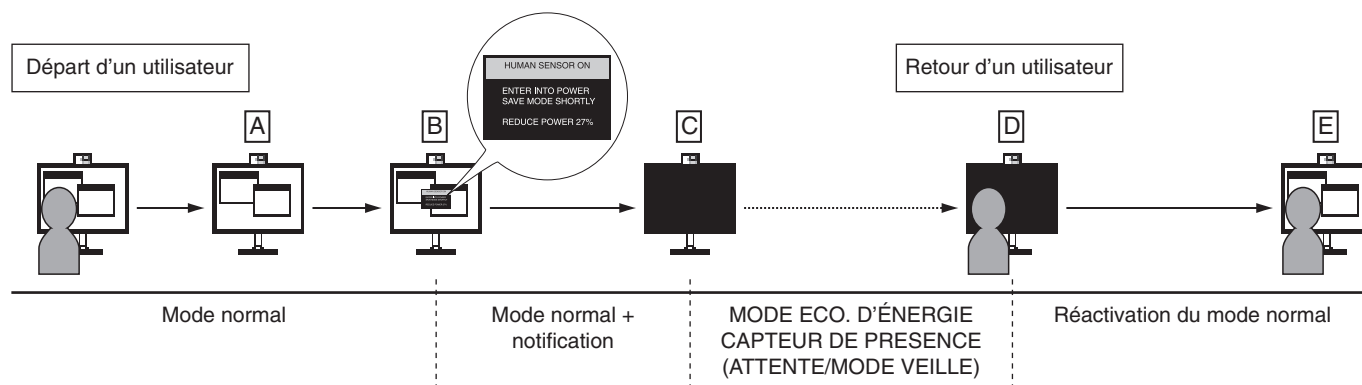 Départ d'un utilisateur
HUMAN SENSOR ON
ENTER INTO POWER
SAVE MODE SHORTLY
REDUCE POWER 27%
Retour d'un utilisateur
A
B
C
D
E
Mode normal
Mode normal +
notification
MODE ECO. D'ÉNERGIE
CAPTEUR DE PRESENCE
(ATTENTE/MODE VEILLE)
Réactivation du mode normal